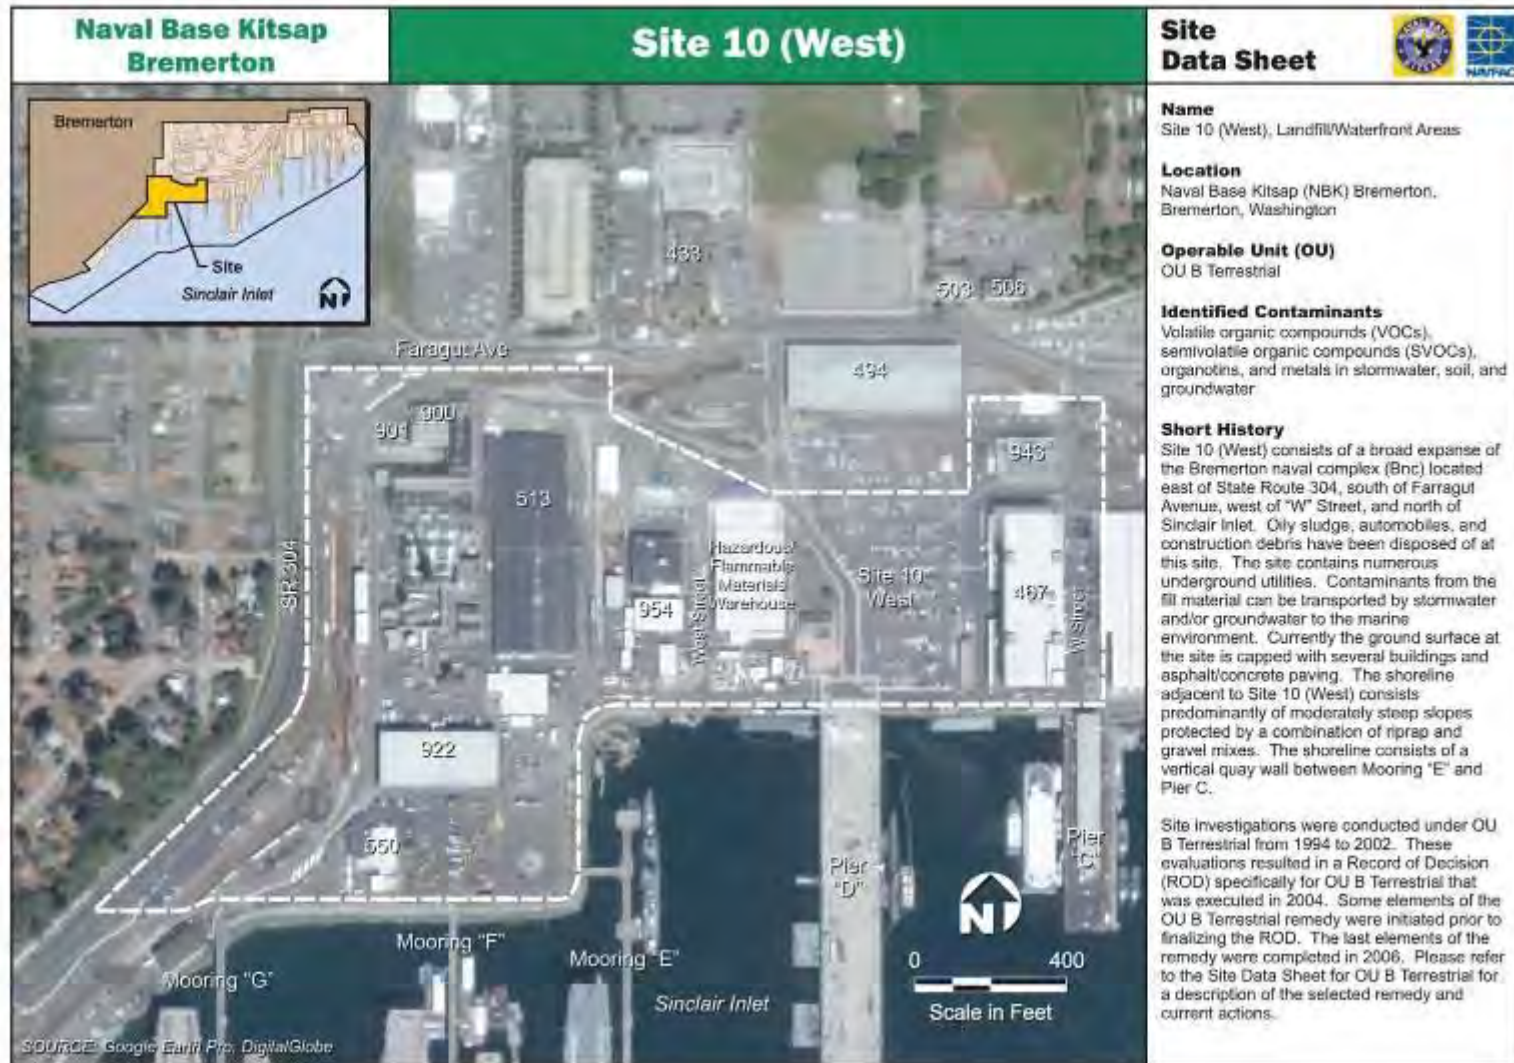 Naval Base Kitsap
Bremerton
Site 10 (West)
Site
Data Sheet
NAVFAC
Bremerton
Site
Sinclair Inlet
N
433
503
506
Faragut Ave
494
901
900
943
513
SR 304
Hazardous/
Flammable
Materials
Warehouse
Site 10
West
467
954
West Street
W Street
922
550
Pier
"D"
Pier
"C"
N
Mooring "F"
Mooring "E"
Mooring "G"
Sinclair Inlet
0 400
Scale in Feet
SOURCE: Google Earth Pro, DigitalGlobe
Name
Site 10 (West), Landfill/Waterfront Areas
Location
Naval Base Kitsap (NBK) Bremerton,
Bremerton, Washington
Operable Unit (OU)
OU B Terrestrial
Identified Contaminants
Volatile organic compounds (VOCs),
semivolatile organic compounds (SVOCs),
organotins, and metals in stormwater, soil, and
groundwater
Short History
Site 10 (West) consists of a broad expanse of
the Bremerton naval complex (Bnc) located
east of State Route 304, south of Farragut
Avenue, west of "W" Street, and north of
Sinclair Inlet. Oily sludge, automobiles, and
construction debris have been disposed of at
this site. The site contains numerous
underground utilities. Contaminants from the
fill material can be transported by stormwater
and/or groundwater to the marine
environment. Currently the ground surface at
the site is capped with several buildings and
asphalt/concrete paving. The shoreline
adjacent to Site 10 (West) consists
predominantly of moderately steep slopes
protected by a combination of riprap and
gravel mixes. The shoreline consists of a
vertical quay wall between Mooring "E" and
Pier C.
Site investigations were conducted under OU
B Terrestrial from 1994 to 2002. These
evaluations resulted in a Record of Decision
(ROD) specifically for OU B Terrestrial that
was executed in 2004. Some elements of the
OU B Terrestrial remedy were initiated prior to
finalizing the ROD. The last elements of the
remedy were completed in 2006. Please refer
to the Site Data Sheet for OU B Terrestrial for
a description of the selected remedy and
current actions.